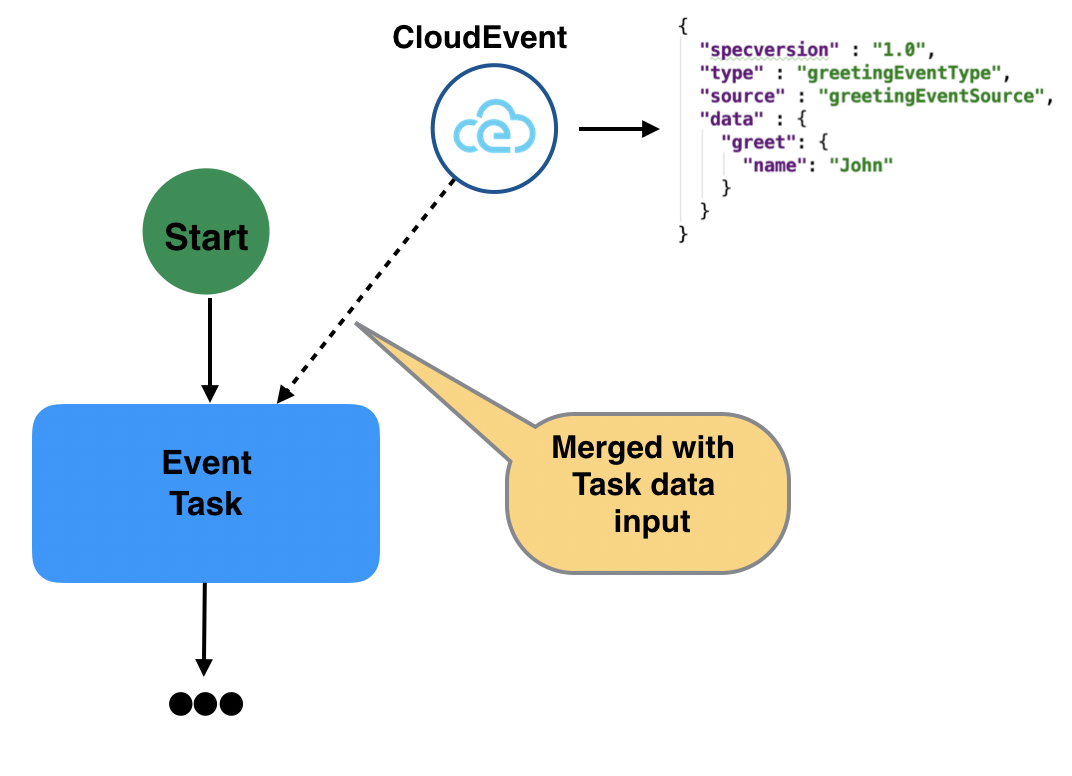 CloudEvent
{
"specversion" : "1.0",
"type" : "greetingEventType",
"source" : "greetingEventSource",
"data" : {
"greet": {
"name": "John"
}
}
}
Start
Event
Task
Merged with
Task data
input